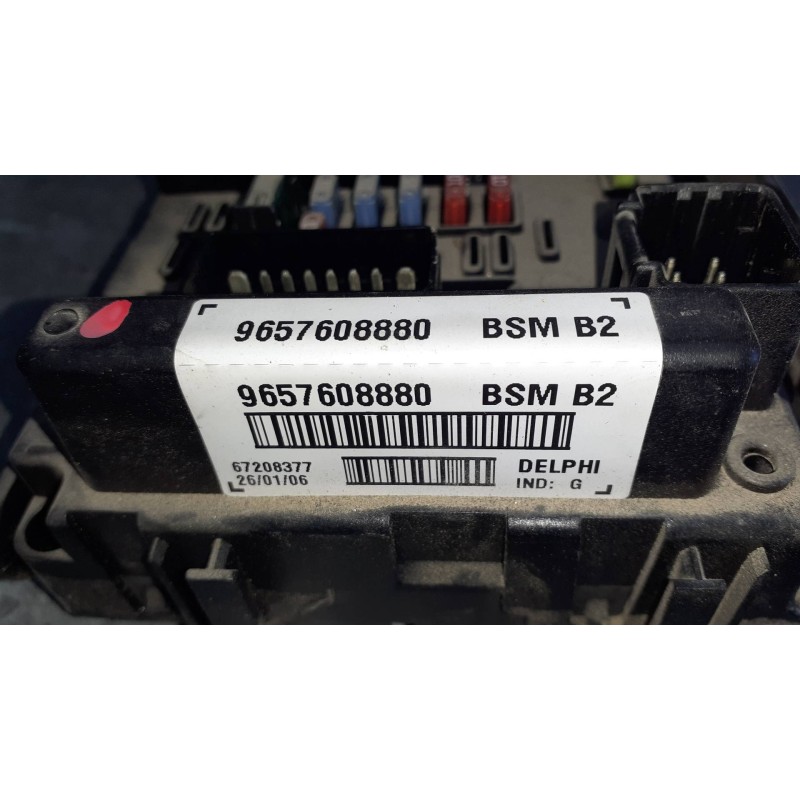 9657608880 BSM B2
9657608880 BSM B2
67208377 DELPHI
26/01/06 IND: G